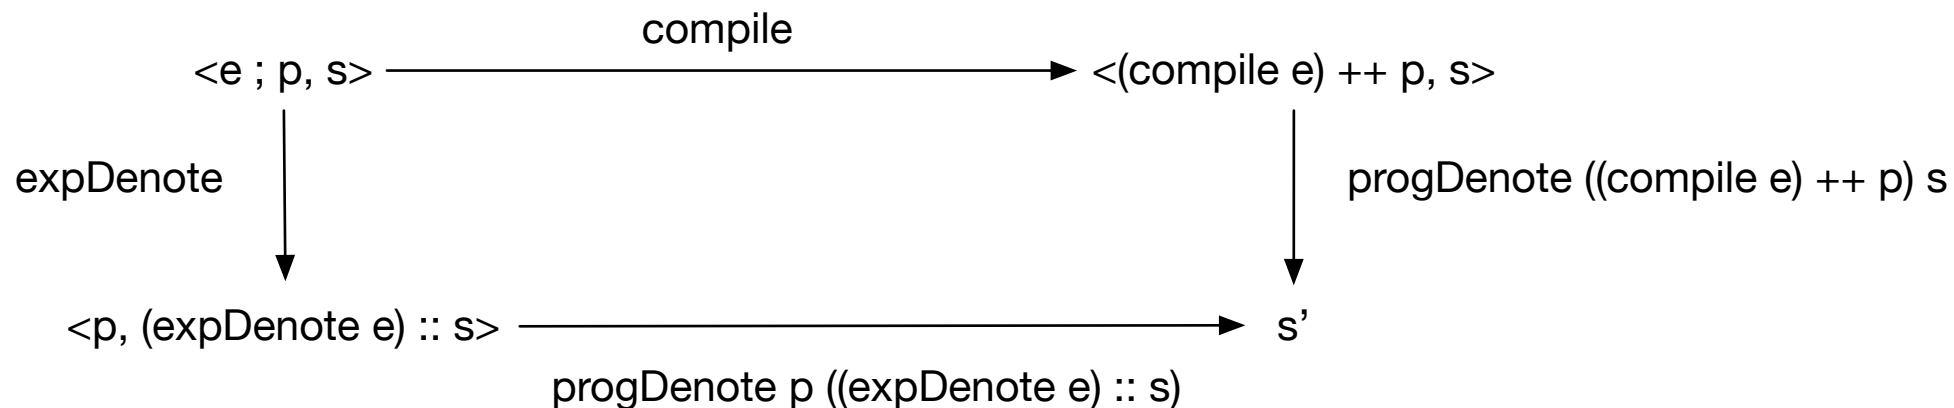 compile
<e ; p, s>
<(compile e) ++ p, s>
expDenote
progDenote ((compile e) ++ p) s
<p, (expDenote e) :: s>
s’
progDenote p ((expDenote e) :: s)